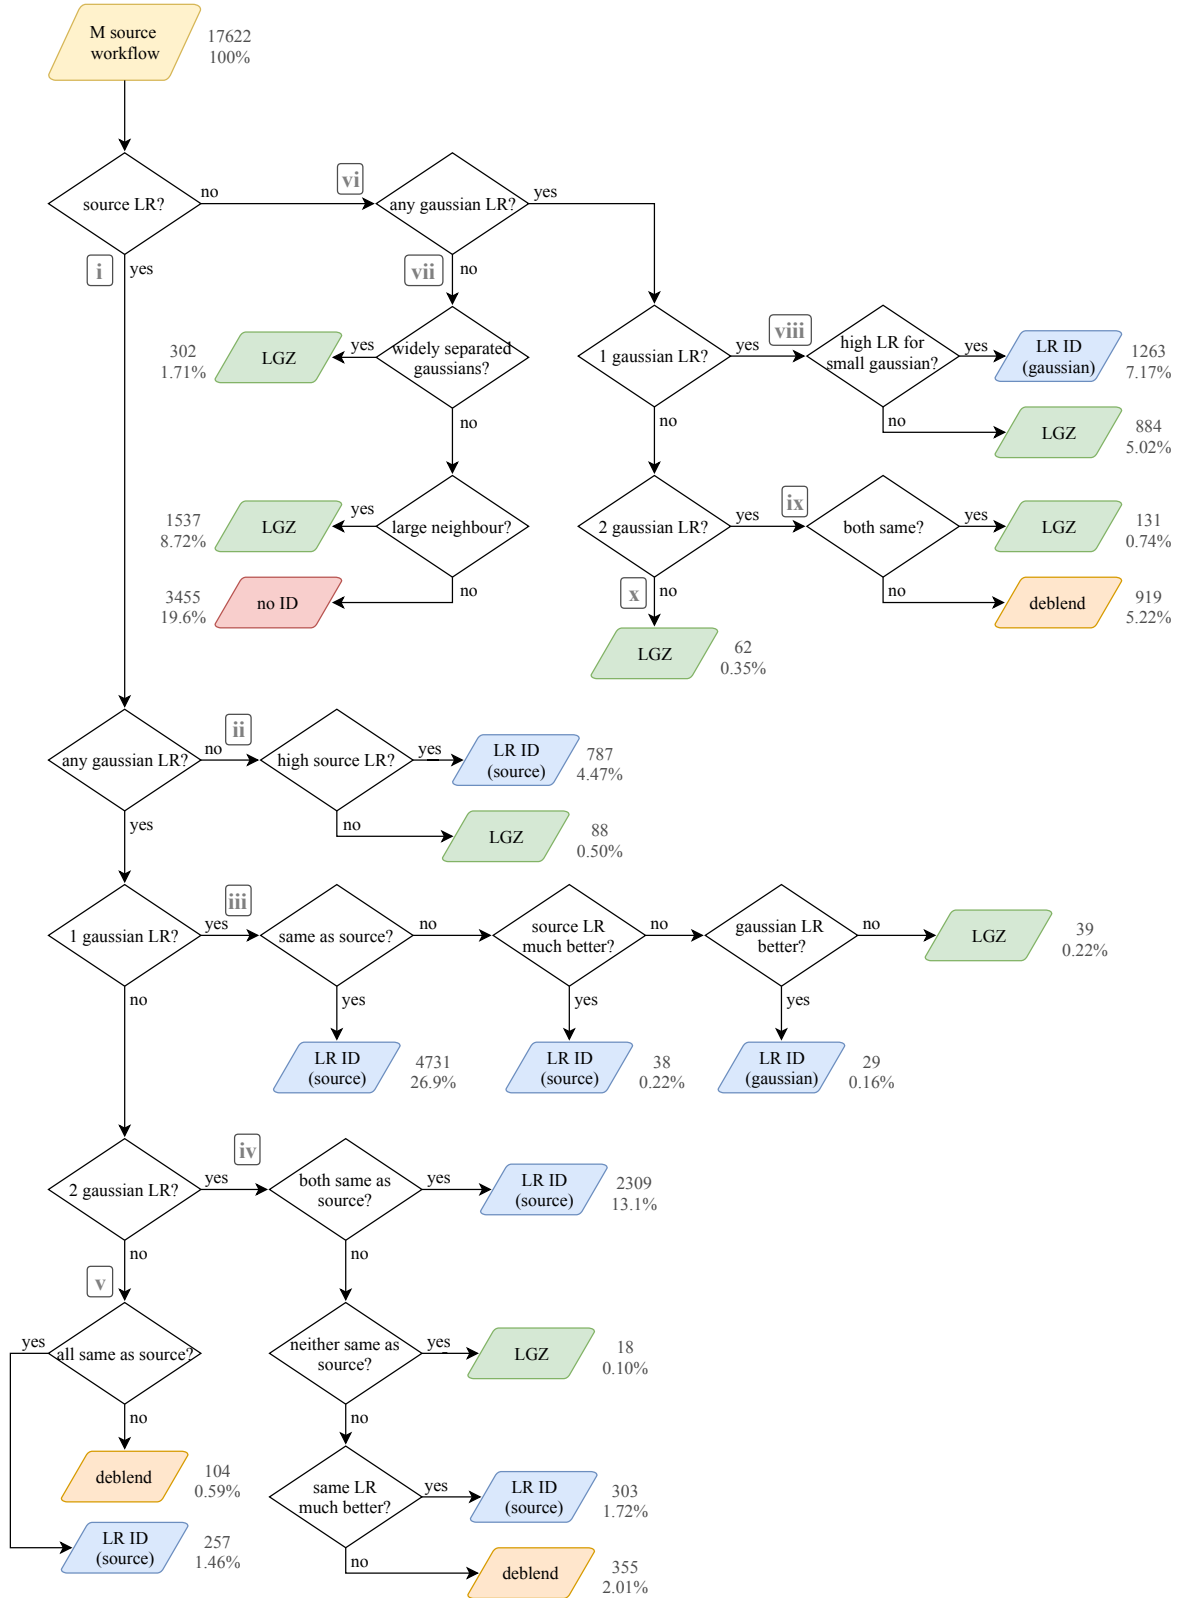 M source
workflow
17622
100%
source LR?
no
vi
any gaussian LR?
yes
i
yes
vii
no
302
1.71%
LGZ
yes
widely separated
gaussians?
no
1 gaussian LR?
yes
viii
high LR for
small gaussian?
yes
LR ID
(gaussian)
1263
7.17%
no
LGZ
884
5.02%
no
1537
8.72%
LGZ
yes
large neighbour?
no
3455
19.6%
no ID
2 gaussian LR?
yes
ix
both same?
yes
LGZ
131
0.74%
no
deblend
919
5.22%
x
no
LGZ
62
0.35%
any gaussian LR?
no
ii
high source LR?
yes
LR ID
(source)
787
4.47%
no
LGZ
88
0.50%
yes
1 gaussian LR?
yes
iii
same as source?
no
source LR
much better?
no
gaussian LR
better?
no
LGZ
39
0.22%
no
yes
LR ID
(source)
4731
26.9%
yes
LR ID
(source)
38
0.22%
yes
LR ID
(gaussian)
29
0.16%
2 gaussian LR?
yes
iv
both same as
source?
yes
LR ID
(source)
2309
13.1%
no
v
no
yes
all same as source?
neither same as
source?
yes
LGZ
18
0.10%
no
no
deblend
104
0.59%
same LR
much better?
yes
LR ID
(source)
303
1.72%
LR ID
(source)
257
1.46%
no
deblend
355
2.01%